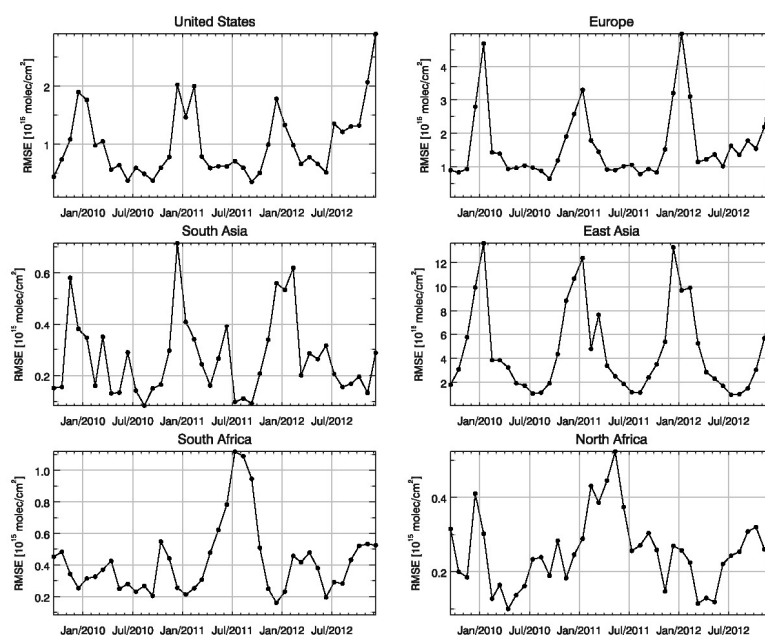 United States
Europe
RMSE [10¹⁵ molec/cm²]
2
1
Jan/2010 Jul/2010 Jan/2011 Jul/2011 Jan/2012 Jul/2012
RMSE [10¹⁵ molec/cm²]
5
4
3
2
1
Jan/2010 Jul/2010 Jan/2011 Jul/2011 Jan/2012 Jul/2012
South Asia
East Asia
RMSE [10¹⁵ molec/cm²]
0.6
0.4
0.2
Jan/2010 Jul/2010 Jan/2011 Jul/2011 Jan/2012 Jul/2012
RMSE [10¹⁵ molec/cm²]
12
10
8
6
4
2
Jan/2010 Jul/2010 Jan/2011 Jul/2011 Jan/2012 Jul/2012
South Africa
North Africa
RMSE [10¹⁵ molec/cm²]
1.0
0.8
0.6
0.4
0.2
Jan/2010 Jul/2010 Jan/2011 Jul/2011 Jan/2012 Jul/2012
RMSE [10¹⁵ molec/cm²]
0.4
0.2
Jan/2010 Jul/2010 Jan/2011 Jul/2011 Jan/2012 Jul/2012